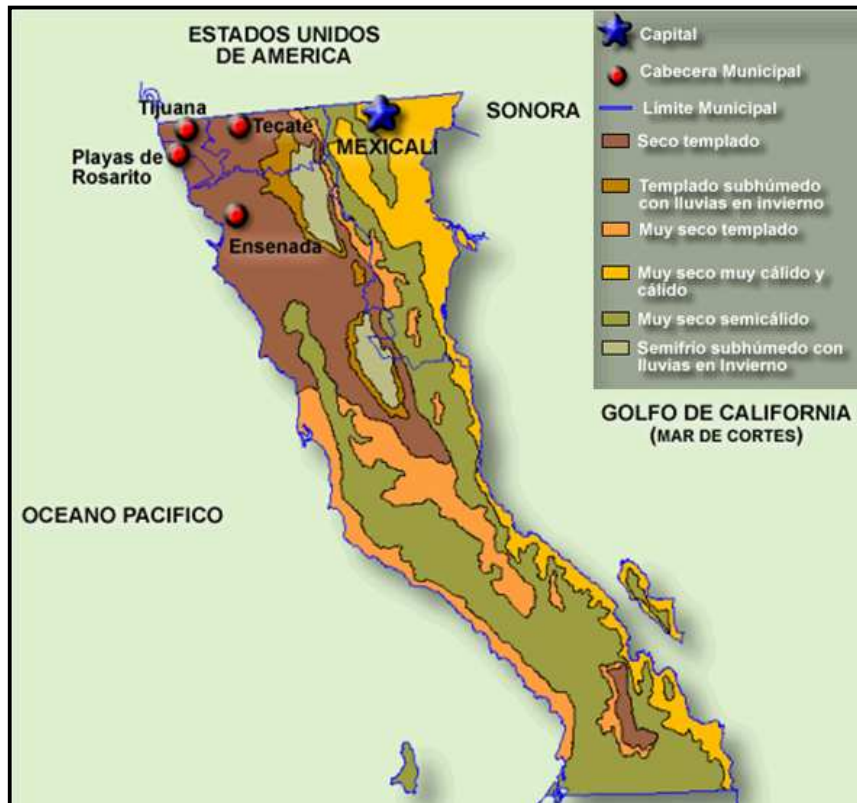 ESTADOS UNIDOS
DE AMERICA
Tijuana
Tecate
SONORA
MEXICALI
Playas de
Rosarito
Ensenada
OCEANO PACIFICO
GOLFO DE CALIFORNIA
(MAR DE CORTES)
Capital
Cabecera Municipal
Límite Municipal
Seco templado
Templado subhúmedo
con lluvias en invierno
Muy seco templado
Muy seco muy cálido y
cálido
Muy seco semicálido
Semifrio subhúmedo con
lluvias en Invierno